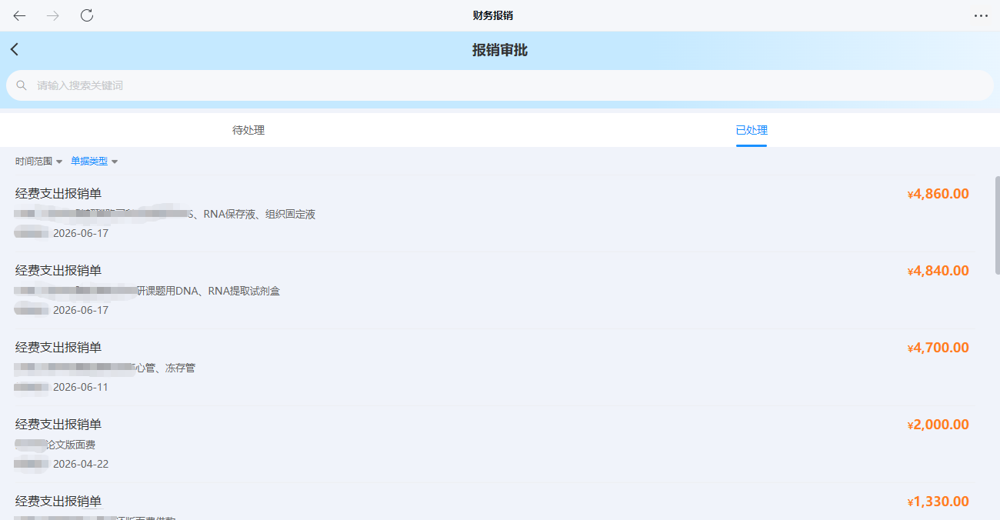 财务报销
报销审批
请输入搜索关键词
待处理
已处理
时间范围 单据类型
经费支出报销单
¥4,860.00
S、RNA保存液、组织固定液
2026-06-17
经费支出报销单
¥4,840.00
研课题用DNA、RNA提取试剂盒
2026-06-17
经费支出报销单
¥4,700.00
心管、冻存管
2026-06-11
经费支出报销单
¥2,000.00
论文版面费
2026-04-22
经费支出报销单
¥1,330.00